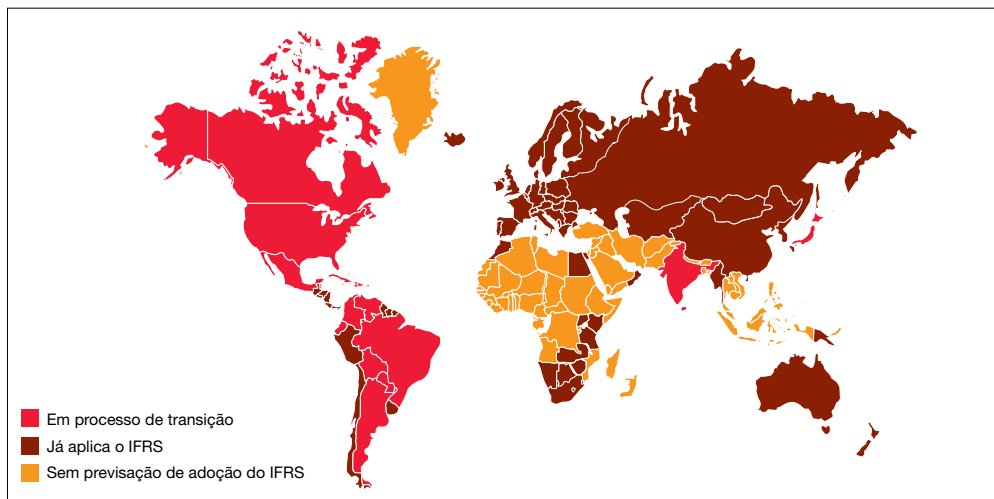 Em processo de transição
Já aplica o IFRS
Sem previsação de adoção do IFRS